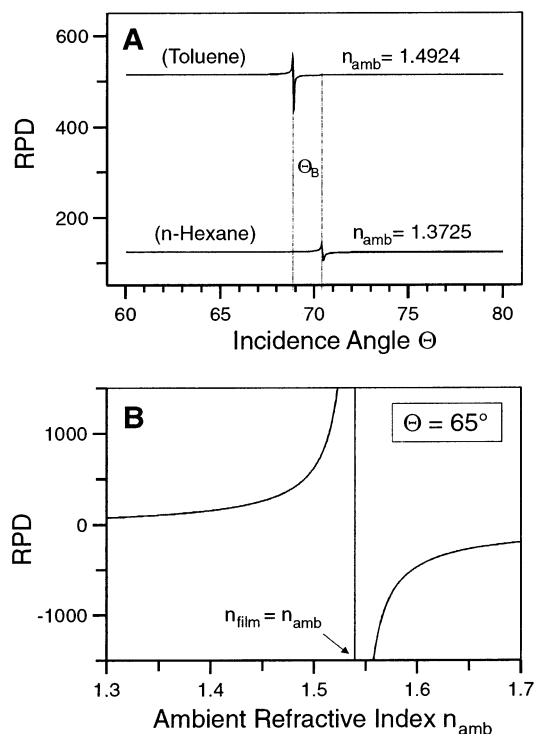 600
A
(Toluene)
n_amb = 1.4924
RPD
400
Θ_B
200
(n-Hexane)
n_amb = 1.3725
60 65 70 75 80
Incidence Angle Θ
B
Θ = 65°
1000
RPD
0
-1000
n_film = n_amb
1.3 1.4 1.5 1.6 1.7
Ambient Refractive Index n_amb